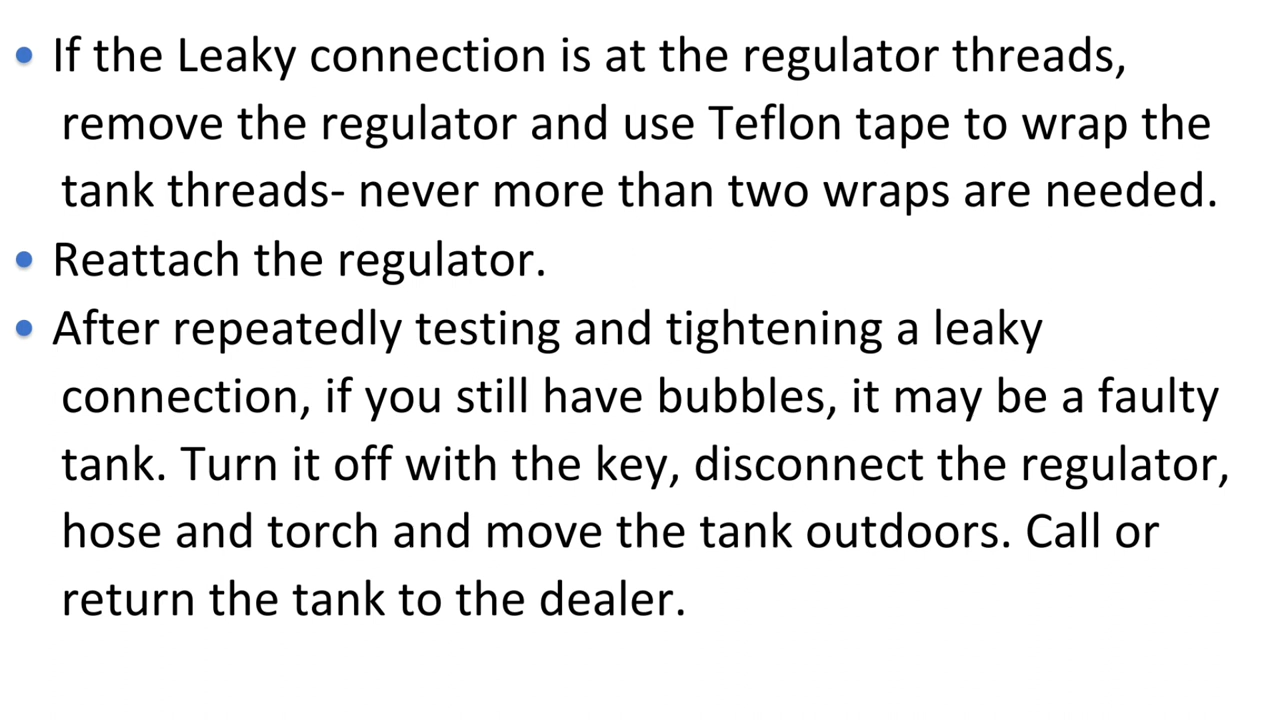 • If the Leaky connection is at the regulator threads,
remove the regulator and use Teflon tape to wrap the
tank threads- never more than two wraps are needed.
• Reattach the regulator.
• After repeatedly testing and tightening a leaky
connection, if you still have bubbles, it may be a faulty
tank. Turn it off with the key, disconnect the regulator,
hose and torch and move the tank outdoors. Call or
return the tank to the dealer.